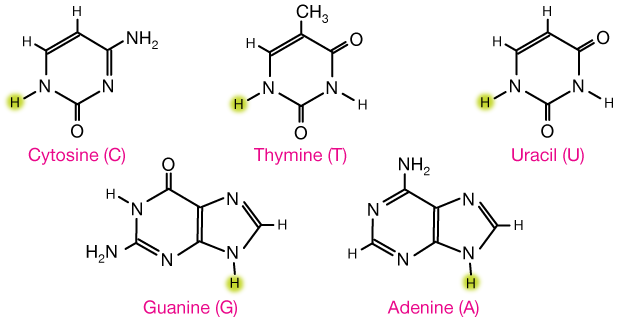 H
H
NH₂
H
N
N
O
Cytosine (C)
CH₃
H
O
H
N
N
H
O
Thymine (T)
H
H
O
H
N
N
H
O
Uracil (U)
O
H
N
N
H
H₂N
N
N
H
Guanine (G)
NH₂
N
N
H
H
N
N
H
Adenine (A)